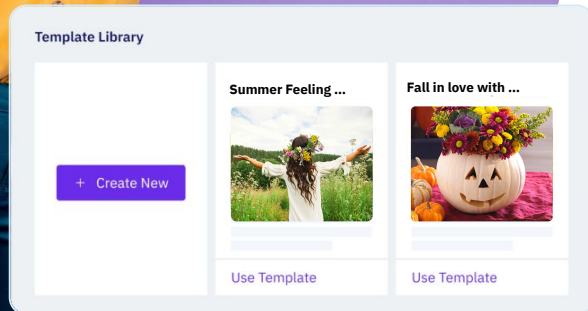 Template Library
+ Create New
Summer Feeling ...
Use Template
Fall in love with ...
Use Template